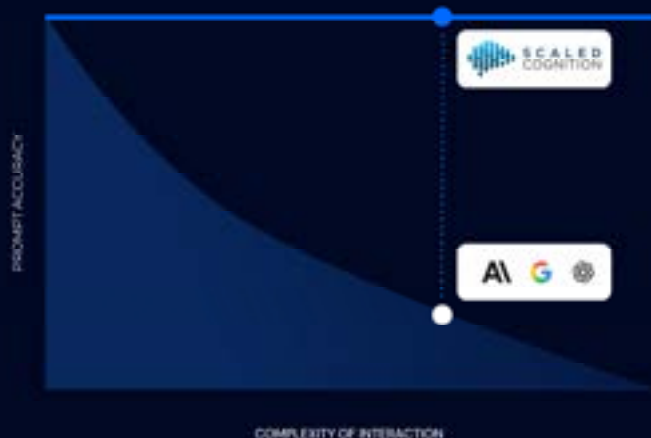 SCALED
COGNITION
PROMPT ACCURACY
A\
G
COMPLEXITY OF INTERACTION